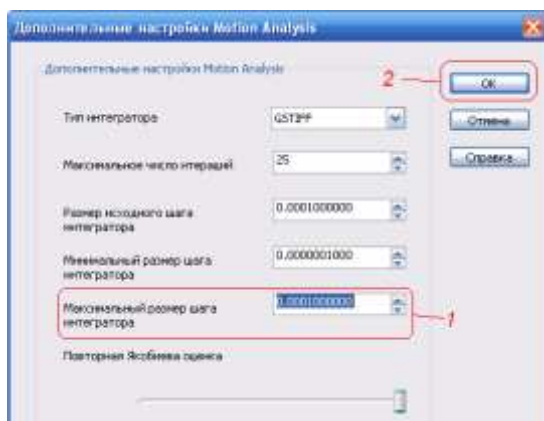 Дополнительные настройки Motion Analysis
Дополнительные настройки Motion Analysis
2
OK
Тип интегратора
GSTIFF
Отмена
Максимальное число итераций
25
Справка
Размер исходного шага
интегратора
0.0001000000
Минимальный размер шага
интегратора
0.0000001000
Максимальный размер шага
интегратора
0.0001000000
1
Повторная Якобиева оценка